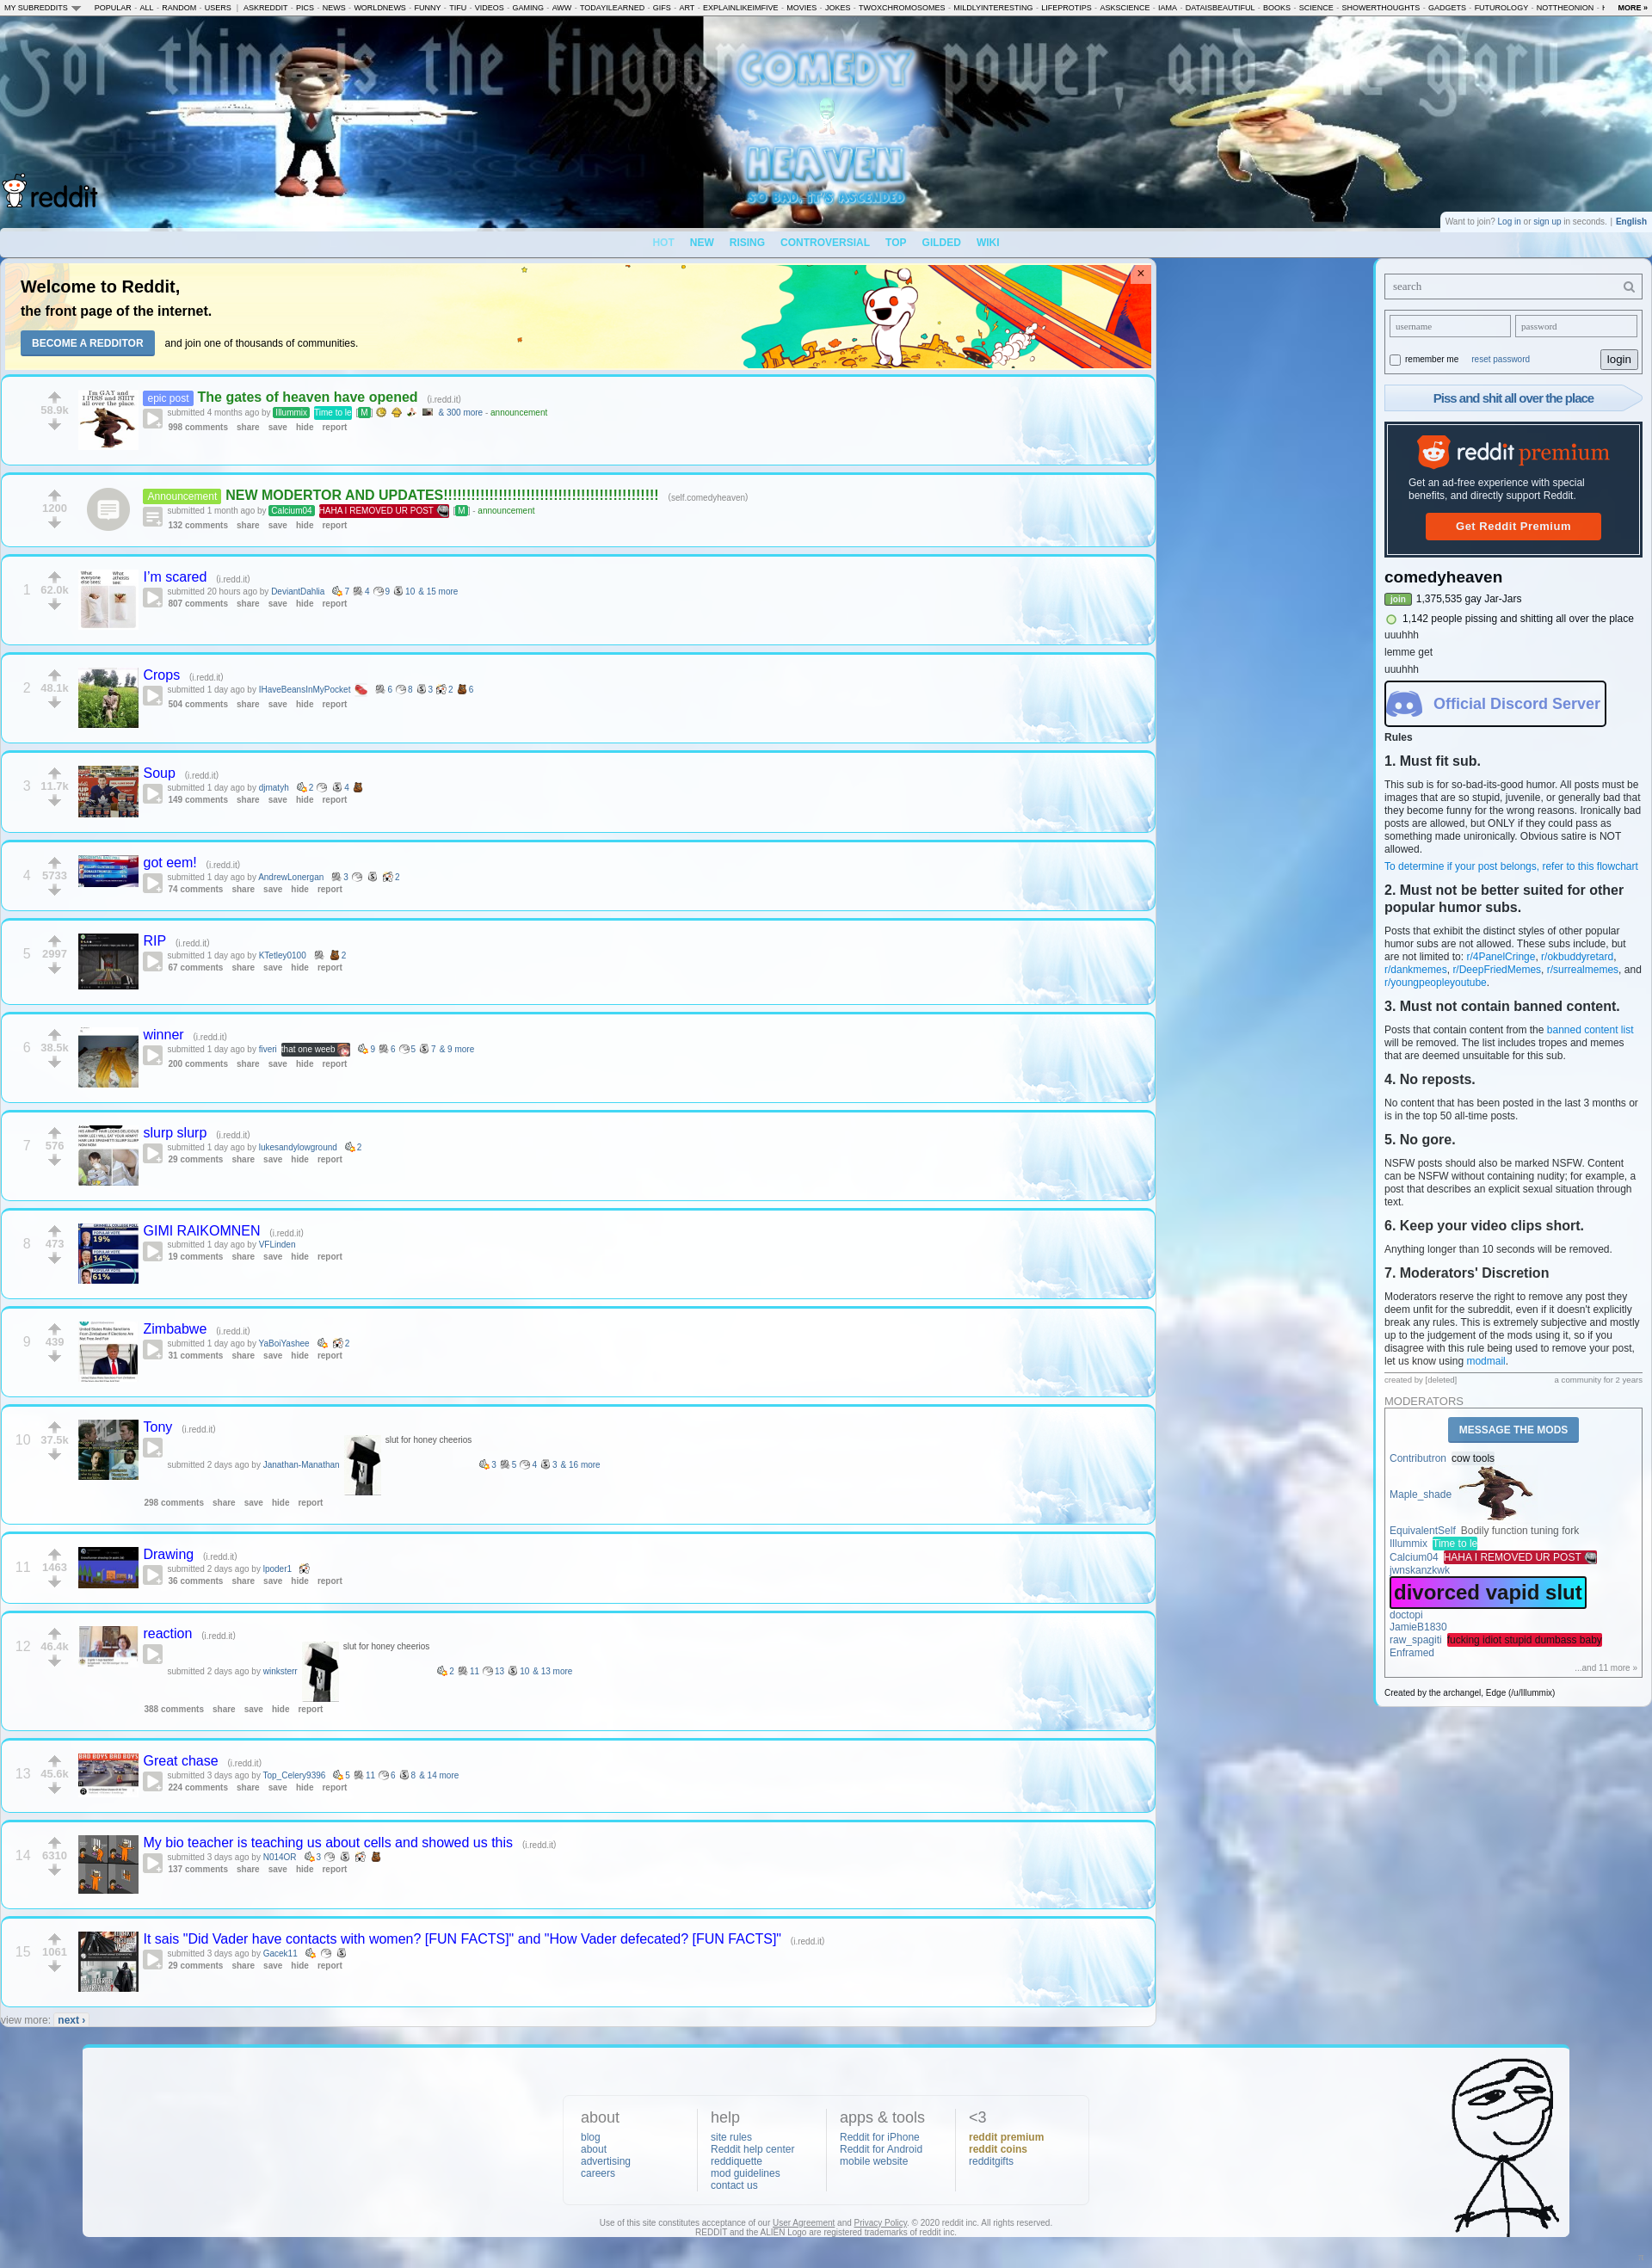 MY SUBREDDITS POPULAR - ALL - RANDOM - USERS | ASKREDDIT - PICS - NEWS - WORLDNEWS - FUNNY - TIFU - VIDEOS - GAMING - AWW - TODAYILEARNED - GIFS - ART - EXPLAINLIKEIMFIVE - MOVIES - JOKES - TWOXCHROMOSOMES - MILDLYINTERESTING - LIFEPROTIPS - ASKSCIENCE - IAMA - DATAISBEAUTIFUL - BOOKS - SCIENCE - SHOWERTHOUGHTS - GADGETS - FUTUROLOGY - NOTTHEONION - MORE »
For thine is the kingdom power, and the glory
COMEDY
HEAVEN
SO BAD, IT'S ASCENDED
reddit
Want to join? Log in or sign up in seconds. | English
HOT NEW RISING CONTROVERSIAL TOP GILDED WIKI
Welcome to Reddit,
the front page of the internet.
BECOME A REDDITOR and join one of thousands of communities.
×
58.9k
I'm GAY and
I PISS and SHIT
all over the place
epic post The gates of heaven have opened (i.redd.it)
submitted 4 months ago by Illummix Time to le [M] & 300 more - announcement
998 comments share save hide report
1200
Announcement NEW MODERTOR AND UPDATES!!!!!!!!!!!!!!!!!!!!!!!!!!!!!!!!!!!!!!!!!!!!!!! (self.comedyheaven)
submitted 1 month ago by Calcium04 HAHA I REMOVED UR POST [M] - announcement
132 comments share save hide report
1
62.0k
What everyone else sees: What atheists see:
I'm scared (i.redd.it)
submitted 20 hours ago by DeviantDahlia 7 4 9 10 & 15 more
807 comments share save hide report
2
48.1k
Crops (i.redd.it)
submitted 1 day ago by IHaveBeansInMyPocket 6 8 3 2 6
504 comments share save hide report
3
11.7k
Soup (i.redd.it)
submitted 1 day ago by djmatyh 2 4
149 comments share save hide report
4
5733
got eem! (i.redd.it)
submitted 1 day ago by AndrewLonergan 3 2
74 comments share save hide report
5
2997
RIP (i.redd.it)
submitted 1 day ago by KTetley0100 2
67 comments share save hide report
6
38.5k
winner (i.redd.it)
submitted 1 day ago by fiveri that one weeb 9 6 5 7 & 9 more
200 comments share save hide report
7
576
slurp slurp (i.redd.it)
submitted 1 day ago by lukesandylowground 2
29 comments share save hide report
8
473
19%
14%
61%
GIMI RAIKOMNEN (i.redd.it)
submitted 1 day ago by VFLinden
19 comments share save hide report
9
439
Zimbabwe (i.redd.it)
submitted 1 day ago by YaBoiYashee 2
31 comments share save hide report
10
37.5k
Tony (i.redd.it)
slut for honey cheerios
submitted 2 days ago by Janathan-Manathan 3 5 4 3 & 16 more
298 comments share save hide report
11
1463
Drawing (i.redd.it)
submitted 2 days ago by lpoder1
36 comments share save hide report
12
46.4k
reaction (i.redd.it)
slut for honey cheerios
submitted 2 days ago by winksterr 2 11 13 10 & 13 more
388 comments share save hide report
13
45.6k
BAD BOYS BAD BOYS
Great chase (i.redd.it)
submitted 3 days ago by Top_Celery9396 5 11 6 8 & 14 more
224 comments share save hide report
14
6310
My bio teacher is teaching us about cells and showed us this (i.redd.it)
submitted 3 days ago by N014OR 3
137 comments share save hide report
15
1061
It sais "Did Vader have contacts with women? [FUN FACTS]" and "How Vader defecated? [FUN FACTS]" (i.redd.it)
submitted 3 days ago by Gacek11
29 comments share save hide report
view more: next ›
search
username password
remember me reset password login
Piss and shit all over the place
reddit premium
Get an ad-free experience with special
benefits, and directly support Reddit.
Get Reddit Premium
comedyheaven
join 1,375,535 gay Jar-Jars
1,142 people pissing and shitting all over the place
uuuhhh
lemme get
uuuhhh
Official Discord Server
Rules
1. Must fit sub.
This sub is for so-bad-its-good humor. All posts must be
images that are so stupid, juvenile, or generally bad that
they become funny for the wrong reasons. Ironically bad
posts are allowed, but ONLY if they could pass as
something made unironically. Obvious satire is NOT
allowed.
To determine if your post belongs, refer to this flowchart
2. Must not be better suited for other
popular humor subs.
Posts that exhibit the distinct styles of other popular
humor subs are not allowed. These subs include, but
are not limited to: r/4PanelCringe, r/okbuddyretard,
r/dankmemes, r/DeepFriedMemes, r/surrealmemes, and
r/youngpeopleyoutube.
3. Must not contain banned content.
Posts that contain content from the banned content list
will be removed. The list includes tropes and memes
that are deemed unsuitable for this sub.
4. No reposts.
No content that has been posted in the last 3 months or
is in the top 50 all-time posts.
5. No gore.
NSFW posts should also be marked NSFW. Content
can be NSFW without containing nudity; for example, a
post that describes an explicit sexual situation through
text.
6. Keep your video clips short.
Anything longer than 10 seconds will be removed.
7. Moderators' Discretion
Moderators reserve the right to remove any post they
deem unfit for the subreddit, even if it doesn't explicitly
break any rules. This is extremely subjective and mostly
up to the judgement of the mods using it, so if you
disagree with this rule being used to remove your post,
let us know using modmail.
created by [deleted] a community for 2 years
MODERATORS
MESSAGE THE MODS
Contributron cow tools
Maple_shade
EquivalentSelf Bodily function tuning fork
Illummix Time to le
Calcium04 HAHA I REMOVED UR POST
jwnskanzkwk
divorced vapid slut
doctopi
JamieB1830
raw_spagiti fucking idiot stupid dumbass baby
Enframed
...and 11 more »
Created by the archangel, Edge (/u/Illummix)
about
blog
about
advertising
careers
help
site rules
Reddit help center
reddiquette
mod guidelines
contact us
apps & tools
Reddit for iPhone
Reddit for Android
mobile website
<3
reddit premium
reddit coins
redditgifts
Use of this site constitutes acceptance of our User Agreement and Privacy Policy. © 2020 reddit inc. All rights reserved.
REDDIT and the ALIEN Logo are registered trademarks of reddit inc.